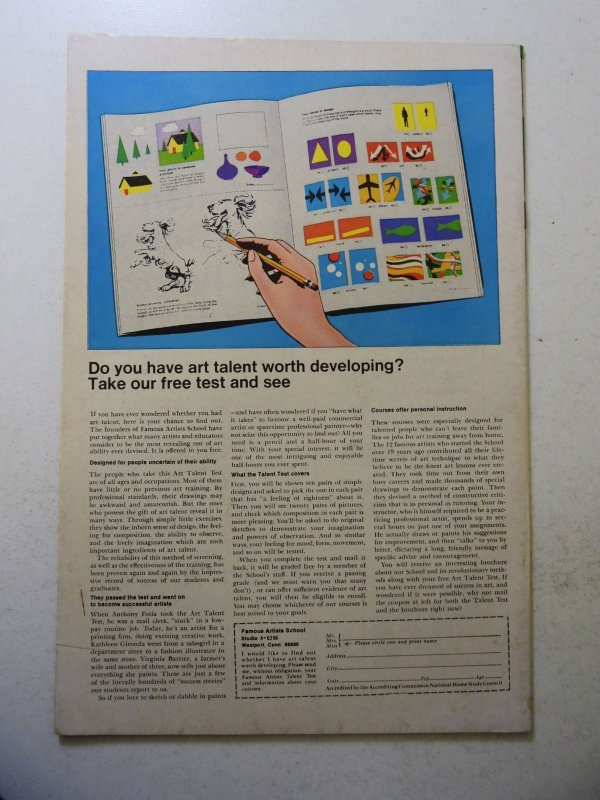 Do you have art talent worth developing?
Take our free test and see
If you have ever wondered whether you had
art talent, here is your chance to find out.
The founders of Famous Artists School have
put together what many artists and educators
consider to be the most revealing test of art
ability ever devised. It is offered to you free.
Designed for people uncertain of their ability
The people who take this Art Talent Test
are of all ages and occupations. Most of them
have little or no previous art training. By
professional standards, their drawings may
be awkward and amateurish. But the ones
who possess the gift of art talent reveal it in
many ways. Through simple little exercises,
they show the inborn sense of design, the feel-
ing for composition, the ability to observe,
and the lively imagination which are such
important ingredients of art talent.
The reliability of this method of screening,
as well as the effectiveness of the training, has
been proven again and again by the impres-
sive record of success of our students and
graduates.
They passed the test and went on
to become successful artists
When Anthony Fotia took the Art Talent
Test, he was a mail clerk, "stuck" in a low-
pay routine job. Today, he's an artist for a
printing firm, doing exciting creative work.
Kathleen Gironda went from a salesgirl in a
department store to a fashion illustrator in
the same store. Virginia Bartter, a farmer's
wife and mother of three, now sells just about
everything she paints. These are just a few
of the literally hundreds of "success stories"
our students report to us.
So if you love to sketch or dabble in paints
—and have often wondered if you "have what
it takes" to become a well-paid commercial
artist or spare-time professional painter—why
not seize this opportunity to find out? All you
need is a pencil and a half-hour of your
time. With your special interest, it will be
one of the most intriguing and enjoyable
half-hours you ever spent.
What the Talent Test covers
First, you will be shown ten pairs of simple
designs and asked to pick the one in each pair
that has "a feeling of rightness" about it.
Then you will see twenty pairs of pictures,
and check which composition in each pair is
more pleasing. You'll be asked to do original
sketches to demonstrate your imagination
and powers of observation. And in similar
ways, your feeling for mood, form, movement,
and so on will be tested.
When you complete the test and mail it
back, it will be graded free by a member of
the School's staff. If you receive a passing
grade (and we must warn you than many
don't), or can offer sufficient evidence of art
talent, you will then be eligible to enroll.
You may choose whichever of our courses is
best suited to your goals.
Courses offer personal instruction
These courses were especially designed for
talented people who can't leave their fami-
lies or jobs for art training away from home.
The 12 famous artists who started the School
over 19 years ago contributed all their life-
time secrets of art technique in what they
believe to be the finest art lessons ever cre-
ated. They took time out from their own
busy careers and made thousands of special
drawings to demonstrate each point. Then
they devised a method of constructive criti-
cism that is as personal as tutoring. Your in-
structor, who is himself required to be a prac-
ticing professional artist, spends up to sev-
eral hours on just one of your assignments.
He actually draws or paints his suggestions
for improvement, and then "talks" to you by
letter, dictating a long, friendly message of
specific advice and encouragement.
You will receive an interesting brochure
about our School and its revolutionary meth-
ods along with your free Art Talent Test. If
you have ever dreamed of success in art, and
wondered if it were possible, why not mail
the coupon at left for both the Talent Test
and the brochure right now?
Famous Artists School
Westport, Conn. 06880
I would like to find out
whether I have art talent
worth developing. Please send
me, without obligation, your
Famous Artists Talent Test
and information about your
courses.
Mr.
Mrs.
Miss
Please circle one and print name
Address
City
State Zip Age
Accredited by the Accrediting Commission National Home Study Council